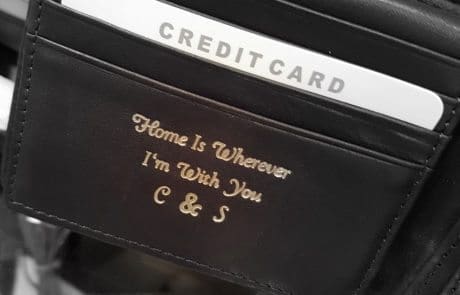 CREDIT CARD
Home Is Wherever
I'm With You
C & S